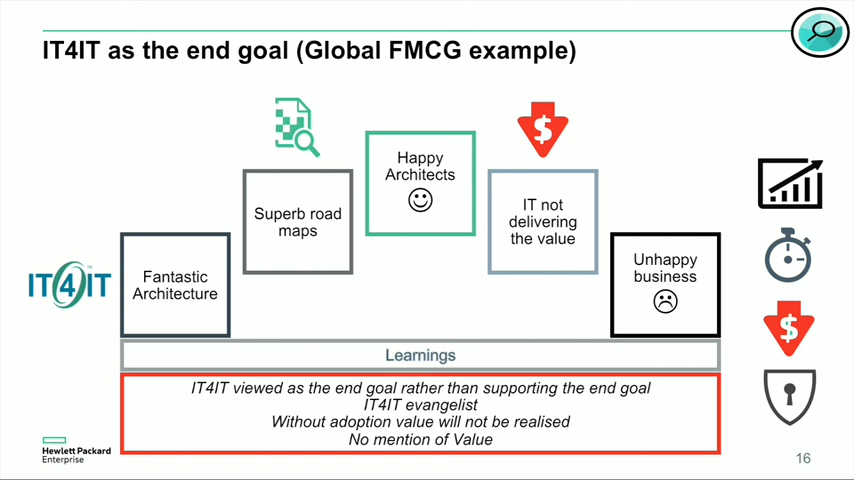 IT4IT as the end goal (Global FMCG example)
Happy
Architects
Superb road
maps
IT not
delivering
the value
Fantastic
Architecture
Unhappy
business
IT4IT™
$
$
Learnings
IT4IT viewed as the end goal rather than supporting the end goal
IT4IT evangelist
Without adoption value will not be realised
No mention of Value
Hewlett Packard
Enterprise
16